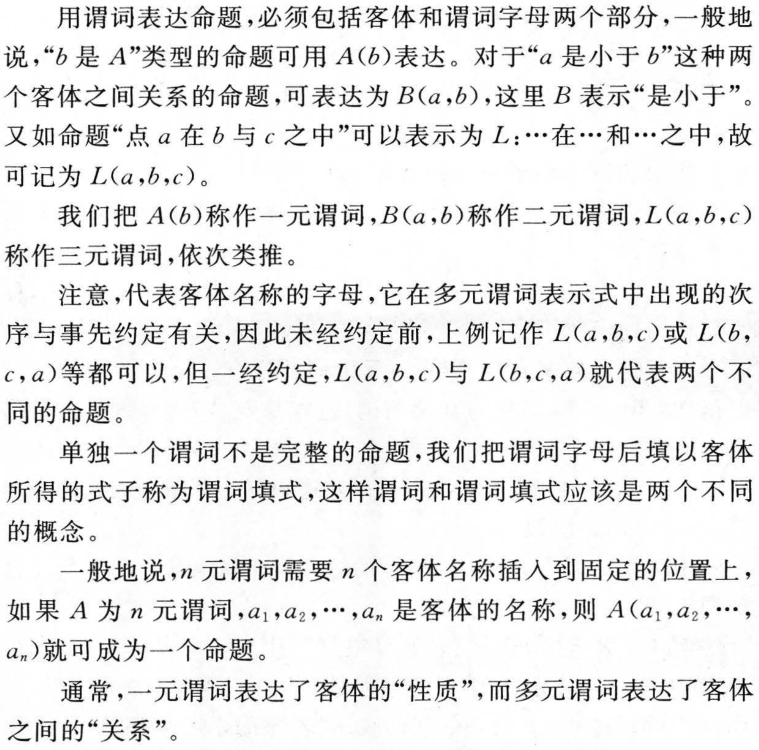 用谓词表达命题,必须包括客体和谓词字母两个部分,一般地
说,“b 是 A”类型的命题可用 A(b)表达。对于“a 是小于 b”这种两
个客体之间关系的命题,可表达为 B(a,b),这里 B 表示“是小于”。
又如命题“点 a 在 b 与 c 之中”可以表示为 L:…在…和…之中,故
可记为 L(a,b,c)。
我们把 A(b)称作一元谓词,B(a,b)称作二元谓词,L(a,b,c)
称作三元谓词,依次类推。
注意,代表客体名称的字母,它在多元谓词表示式中出现的次
序与事先约定有关,因此未经约定前,上例记作 L(a,b,c)或 L(b,
c,a)等都可以,但一经约定,L(a,b,c)与 L(b,c,a)就代表两个不
同的命题。
单独一个谓词不是完整的命题,我们把谓词字母后填以客体
所得的式子称为谓词填式,这样谓词和谓词填式应该是两个不同
的概念。
一般地说,n 元谓词需要 n 个客体名称插入到固定的位置上,
如果 A 为 n 元谓词,a₁,a₂,…,aₙ 是客体的名称,则 A(a₁,a₂,…,
aₙ)就可成为一个命题。
通常,一元谓词表达了客体的“性质”,而多元谓词表达了客体
之间的“关系”。